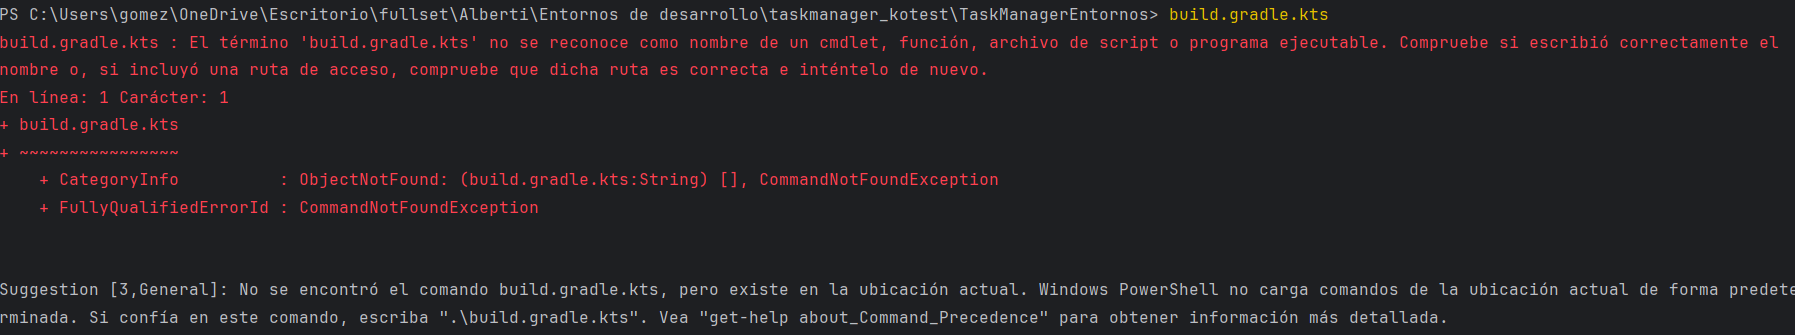 PS C:\Users\gomez\OneDrive\Escritorio\fullset\Alberti\Entornos de desarrollo\taskmanager_kotest\TaskManagerEntornos> build.gradle.kts
build.gradle.kts : El término 'build.gradle.kts' no se reconoce como nombre de un cmdlet, función, archivo de script o programa ejecutable. Compruebe si escribió correctamente el
nombre o, si incluyó una ruta de acceso, compruebe que dicha ruta es correcta e inténtelo de nuevo.
En línea: 1 Carácter: 1
+ build.gradle.kts
+ ~~~~~~~~~~~~~~~~
    + CategoryInfo          : ObjectNotFound: (build.gradle.kts:String) [], CommandNotFoundException
    + FullyQualifiedErrorId : CommandNotFoundException
Suggestion [3,General]: No se encontró el comando build.gradle.kts, pero existe en la ubicación actual. Windows PowerShell no carga comandos de la ubicación actual de forma predete
rminada. Si confía en este comando, escriba ".\build.gradle.kts". Vea "get-help about_Command_Precedence" para obtener información más detallada.